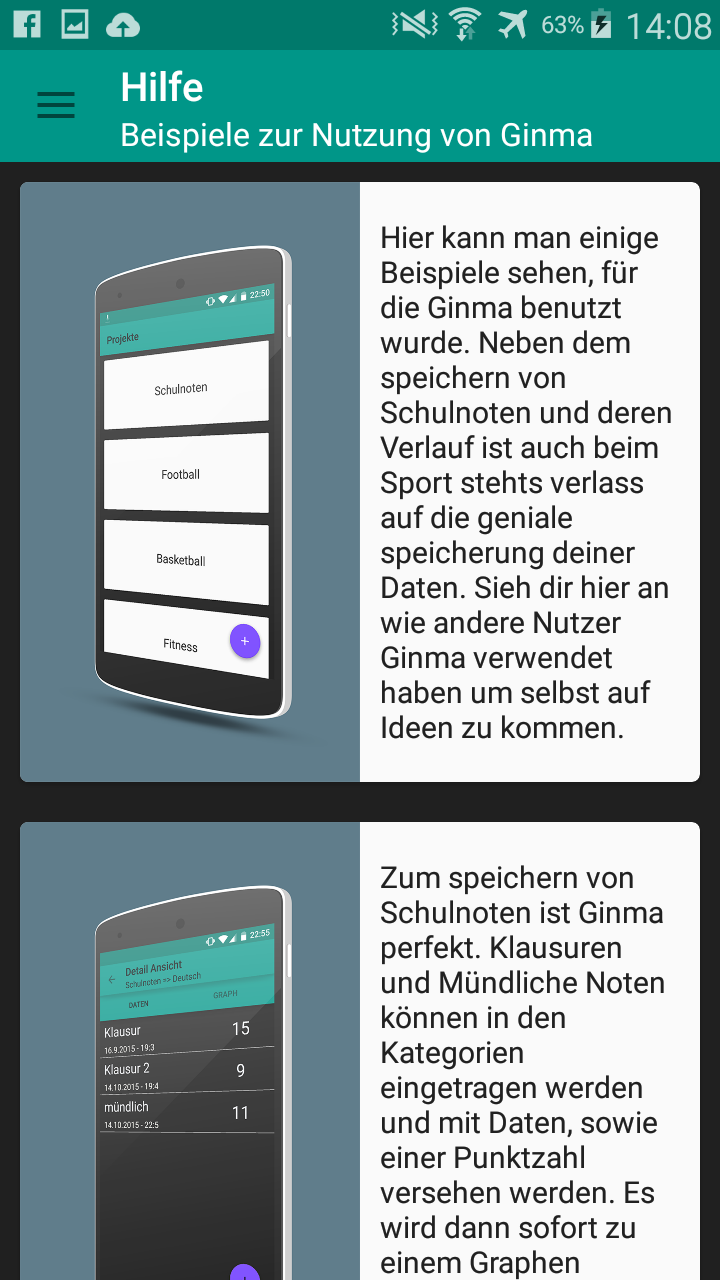 63% 14:08
Hilfe
Beispiele zur Nutzung von Ginma
22:50
Projekte
Schulnoten
Football
Basketball
Fitness
+
Hier kann man einige
Beispiele sehen, für
die Ginma benutzt
wurde. Neben dem
speichern von
Schulnoten und deren
Verlauf ist auch beim
Sport stehts verlass
auf die geniale
speicherung deiner
Daten. Sieh dir hier an
wie andere Nutzer
Ginma verwendet
haben um selbst auf
Ideen zu kommen.
22:55
Detail Ansicht
Schulnoten => Deutsch
DATEN GRAPH
Klausur 15
16.9.2015 - 19:3
Klausur 2 9
14.10.2015 - 19:4
mündlich 11
14.10.2015 - 22:5
Zum speichern von
Schulnoten ist Ginma
perfekt. Klausuren
und Mündliche Noten
können in den
Kategorien
eingetragen werden
und mit Daten, sowie
einer Punktzahl
versehen werden. Es
wird dann sofort zu
einem Graphen